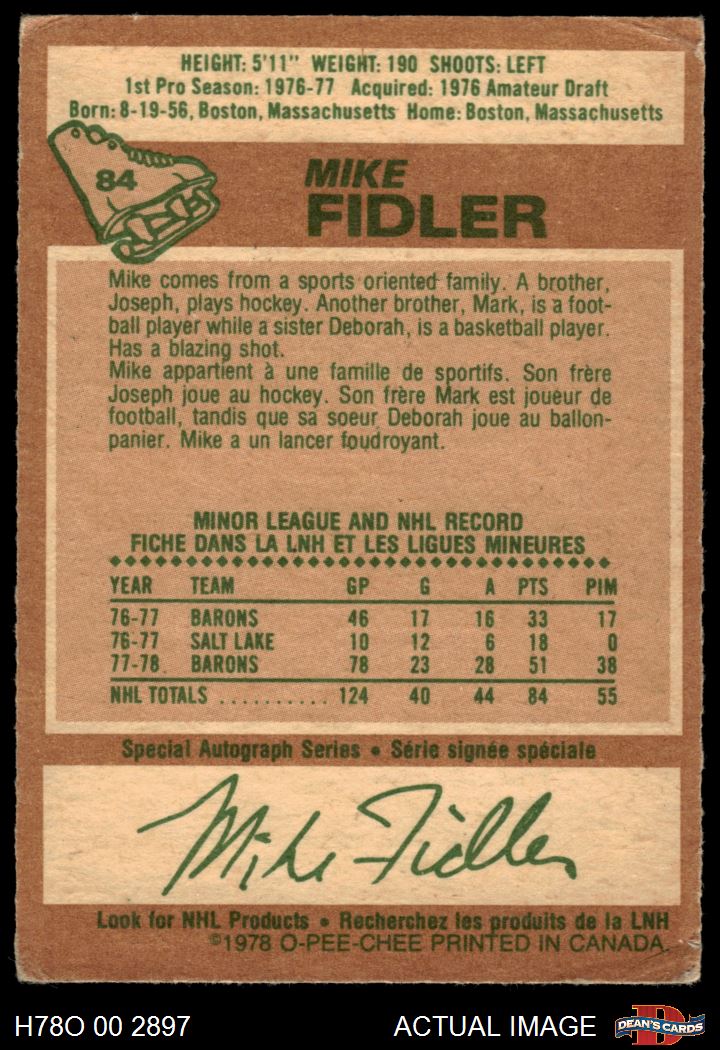 HEIGHT: 5'11" WEIGHT: 190 SHOOTS: LEFT
1st Pro Season: 1976-77 Acquired: 1976 Amateur Draft
Born: 8-19-56, Boston, Massachusetts Home: Boston, Massachusetts
84
MIKE
FIDLER
Mike comes from a sports oriented family. A brother,
Joseph, plays hockey. Another brother, Mark, is a foot-
ball player while a sister Deborah, is a basketball player.
Has a blazing shot.
Mike appartient à une famille de sportifs. Son frère
Joseph joue au hockey. Son frère Mark est joueur de
football, tandis que sa soeur Deborah joue au ballon-
panier. Mike a un lancer foudroyant.
MINOR LEAGUE AND NHL RECORD
FICHE DANS LA LNH ET LES LIGUES MINEURES
YEAR TEAM GP G A PTS PIM
76-77 BARONS 46 17 16 33 17
76-77 SALT LAKE 10 12 6 18 0
77-78 BARONS 78 23 28 51 38
NHL TOTALS .......... 124 40 44 84 55
Special Autograph Series • Série signée spéciale
Mike Fidler
Look for NHL Products • Recherchez les produits de la LNH
©1978 O-PEE-CHEE PRINTED IN CANADA.
H78O 00 2897 ACTUAL IMAGE DEAN'S CARDS